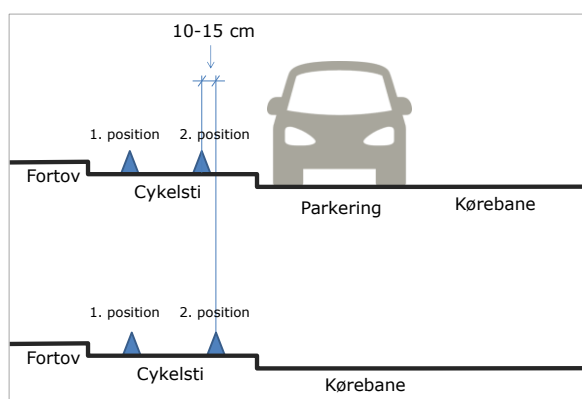 10-15 cm
1. position 2. position
Fortov
Cykelsti
Parkering
Kørebane
1. position 2. position
Fortov
Cykelsti
Kørebane